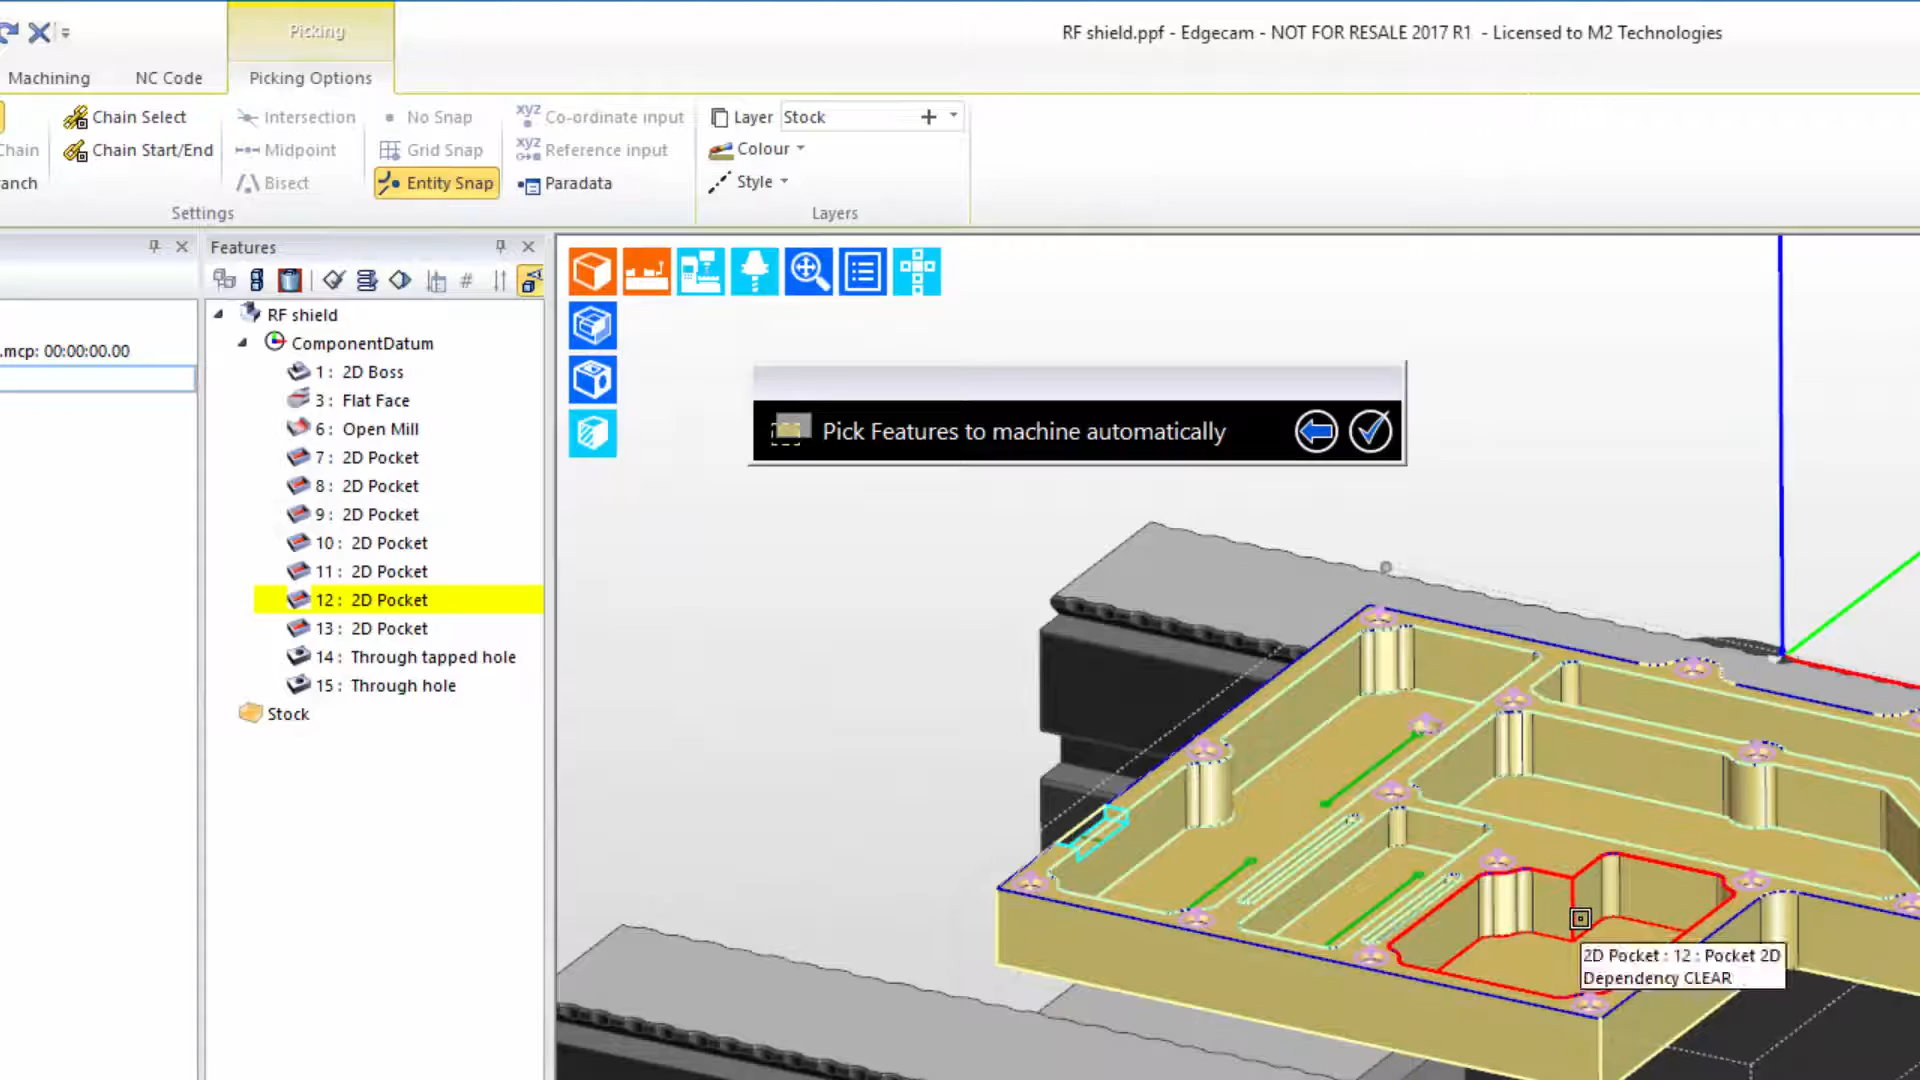 Picking
RF shield.ppf - Edgecam - NOT FOR RESALE 2017 R1 - Licensed to M2 Technologies
Machining NC Code Picking Options
Chain Select Intersection No Snap xyz Co-ordinate input Layer Stock
hain Chain Start/End Midpoint Grid Snap xyz Reference input Colour
anch Bisect Entity Snap Paradata Style
Settings Layers
Features
RF shield
.mcp: 00:00:00.00
ComponentDatum
1 : 2D Boss
3 : Flat Face
6 : Open Mill
7 : 2D Pocket
8 : 2D Pocket
9 : 2D Pocket
10 : 2D Pocket
11 : 2D Pocket
12 : 2D Pocket
13 : 2D Pocket
14 : Through tapped hole
15 : Through hole
Stock
Pick Features to machine automatically
2D Pocket : 12 : Pocket 2D
Dependency CLEAR